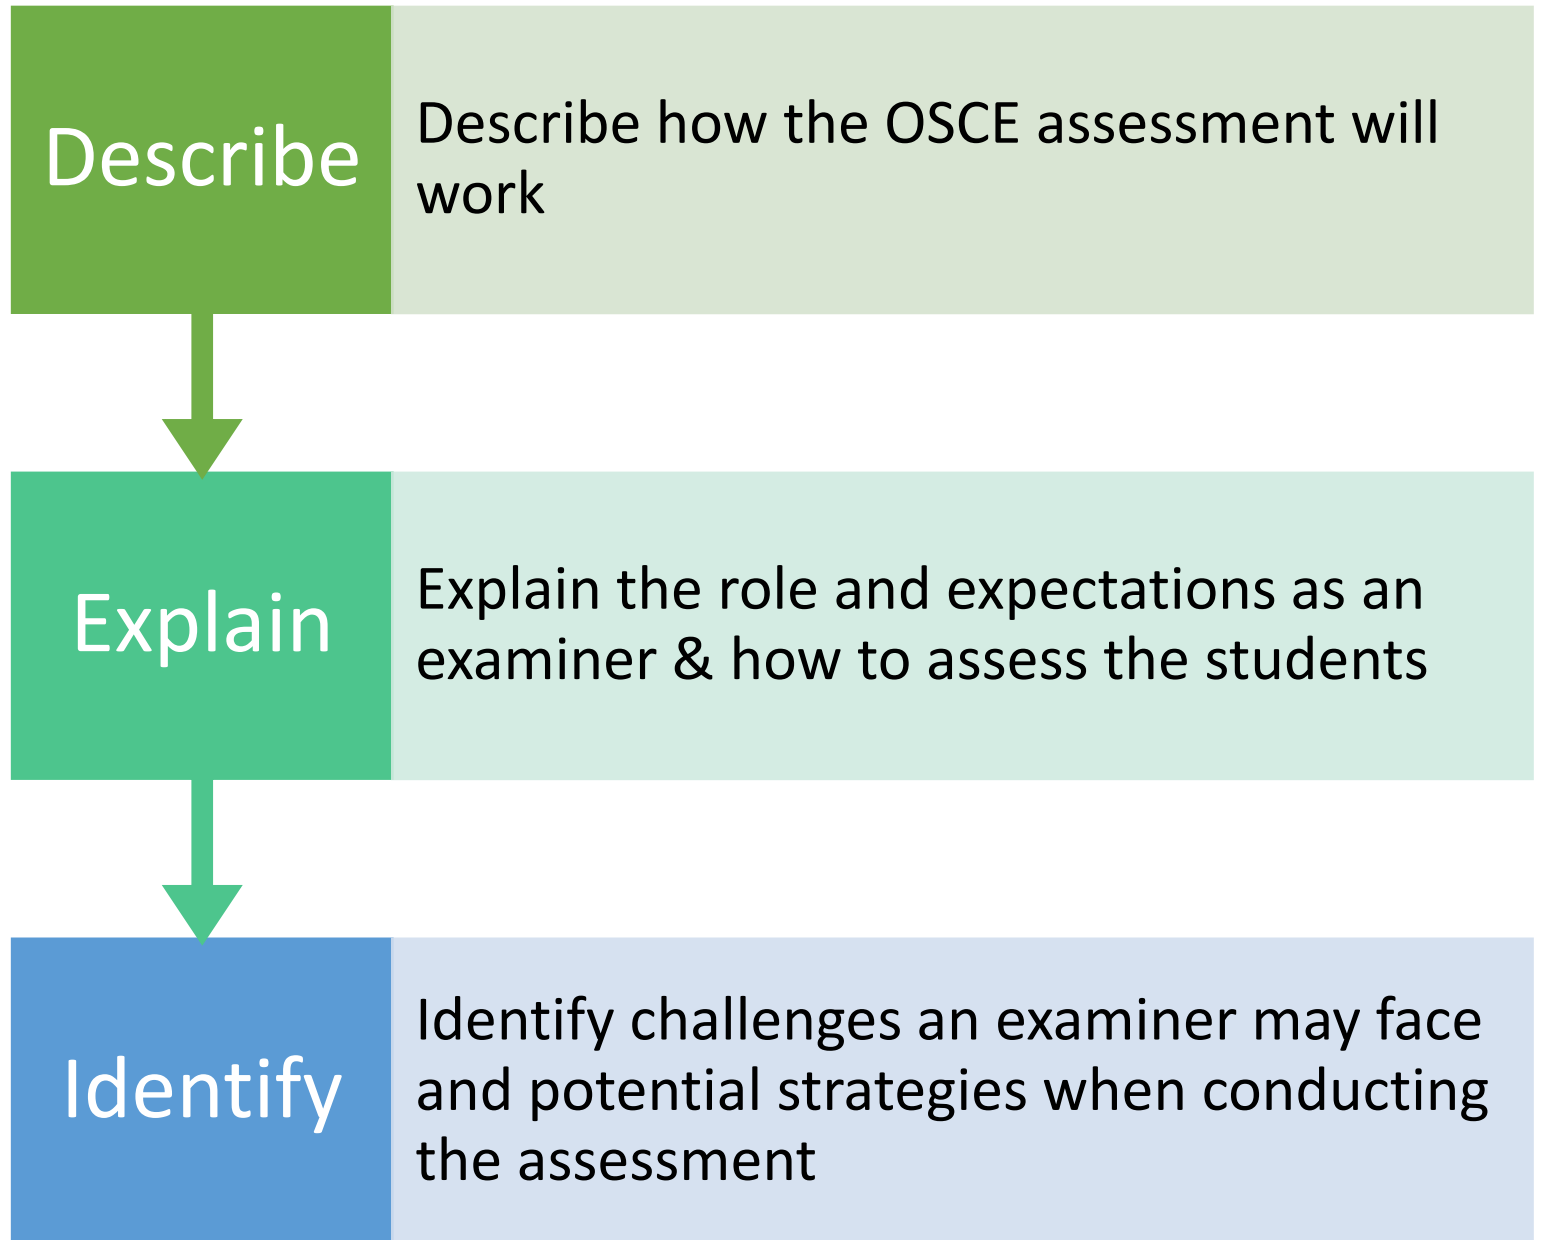 Describe
Describe how the OSCE assessment will
work
Explain
Explain the role and expectations as an
examiner & how to assess the students
Identify
Identify challenges an examiner may face
and potential strategies when conducting
the assessment